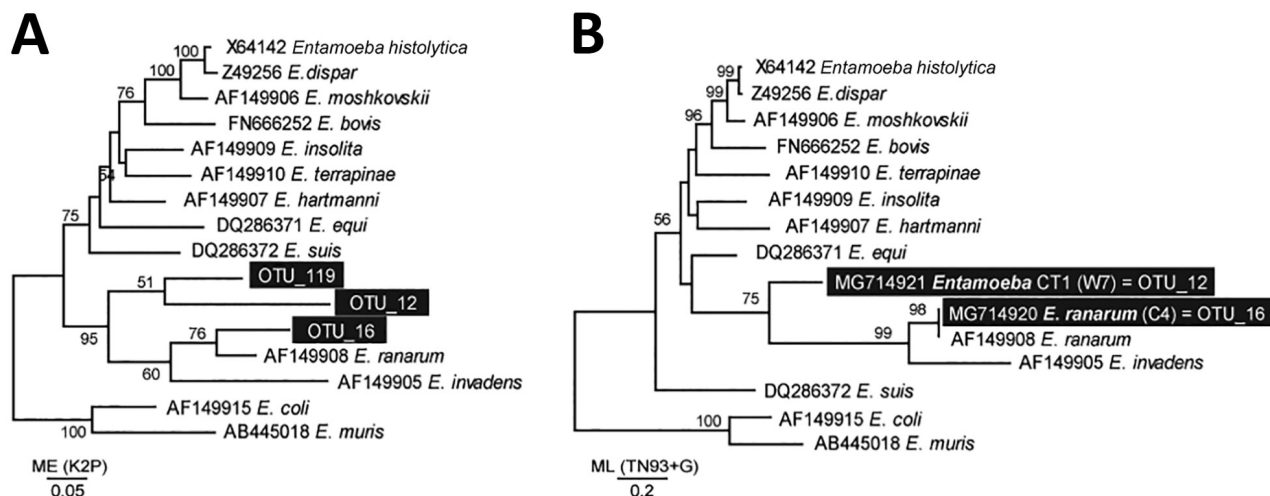 A
100
X64142 Entamoeba histolytica
100
Z49256 E.dispar
AF149906 E. moshkovskii
76
FN666252 E. bovis
AF149909 E. insolita
54
AF149910 E. terrapinae
AF149907 E. hartmanni
75
DQ286371 E. equi
DQ286372 E. suis
51
OTU_119
OTU_12
95
76
OTU_16
AF149908 E. ranarum
60
AF149905 E. invadens
AF149915 E. coli
100
AB445018 E. muris
ME (K2P)
0.05
B
99
X64142 Entamoeba histolytica
99
Z49256 E.dispar
96
AF149906 E. moshkovskii
FN666252 E. bovis
AF149910 E. terrapinae
AF149909 E. insolita
56
AF149907 E. hartmanni
DQ286371 E. equi
75
MG714921 Entamoeba CT1 (W7) = OTU_12
98
MG714920 E. ranarum (C4) = OTU_16
99
AF149908 E. ranarum
AF149905 E. invadens
DQ286372 E. suis
100
AF149915 E. coli
AB445018 E. muris
ML (TN93+G)
0.2